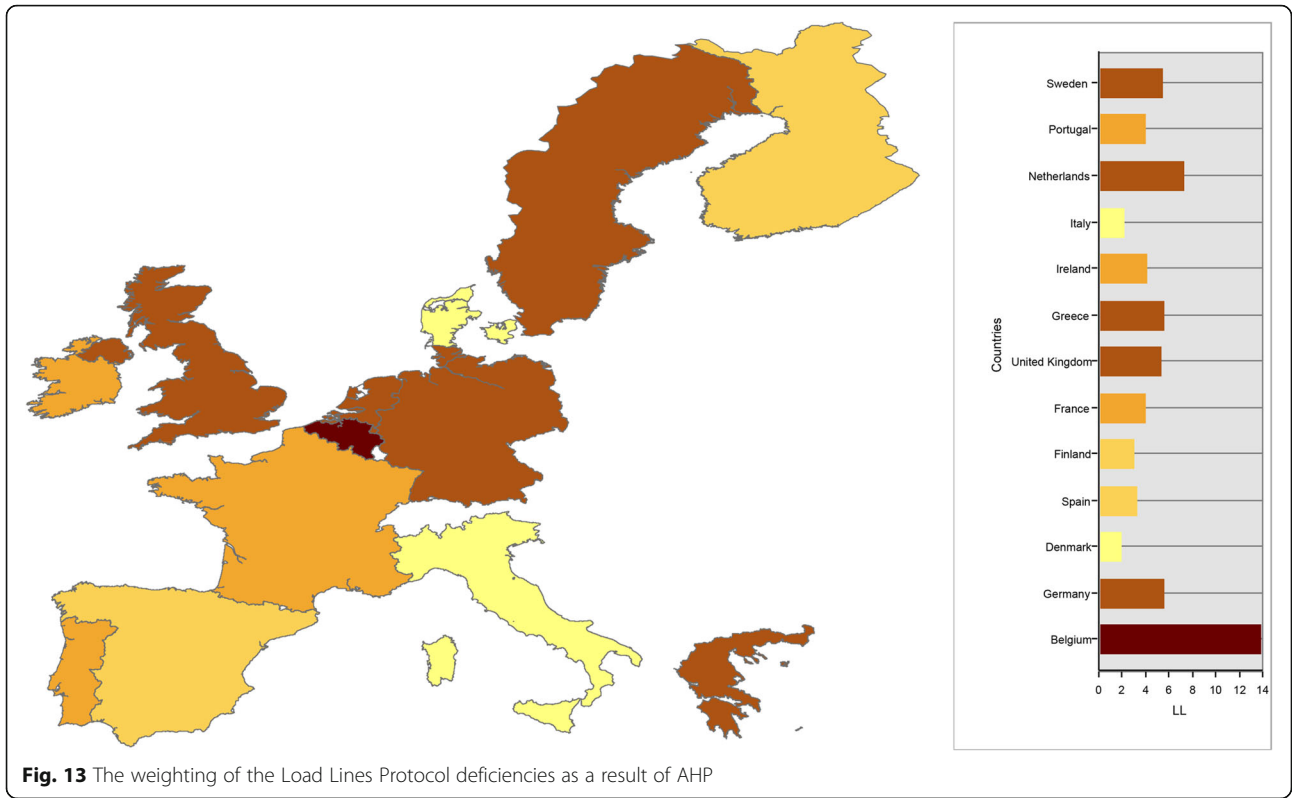 Sweden
Portugal
Netherlands
Italy
Ireland
Greece
United Kingdom
France
Finland
Spain
Denmark
Germany
Belgium
Countries
0 2 4 6 8 10 12 14
LL
Fig. 13 The weighting of the Load Lines Protocol deficiencies as a result of AHP